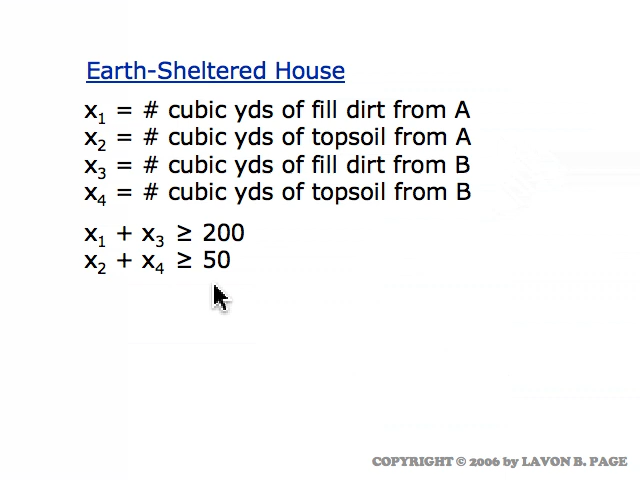 Earth-Sheltered House
x₁ = # cubic yds of fill dirt from A
x₂ = # cubic yds of topsoil from A
x₃ = # cubic yds of fill dirt from B
x₄ = # cubic yds of topsoil from B
x₁ + x₃ ≥ 200
x₂ + x₄ ≥ 50
COPYRIGHT © 2006 by LAVON B. PAGE